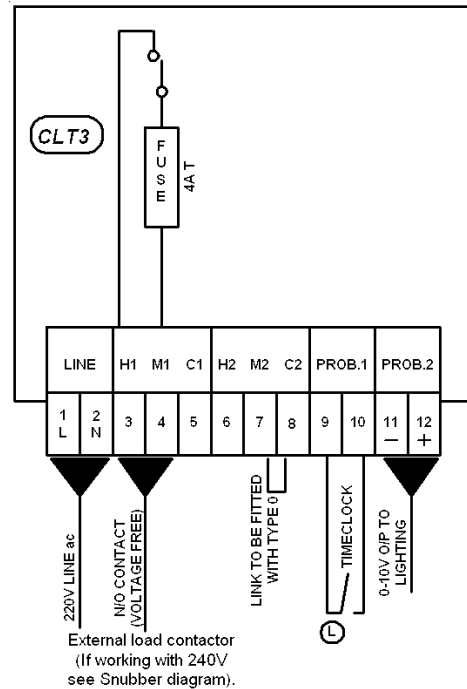 CLT3
FUSE
4A T
LINE H1 M1 C1 H2 M2 C2 PROB.1 PROB.2
1 2 3 4 5 6 7 8 9 10 11 12
L N − +
220V LINE ac
N/O CONTACT
(VOLTAGE FREE)
LINK TO BE FITTED
WITH TYPE 0
TIMECLOCK
0-10V O/P TO
LIGHTING
L
External load contactor
(If working with 240V
see Snubber diagram).